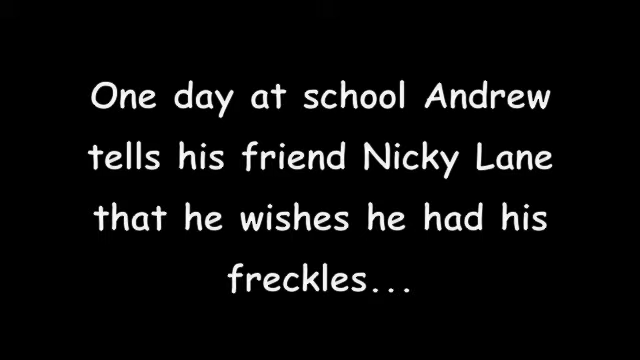 One day at school Andrew
tells his friend Nicky Lane
that he wishes he had his
freckles...